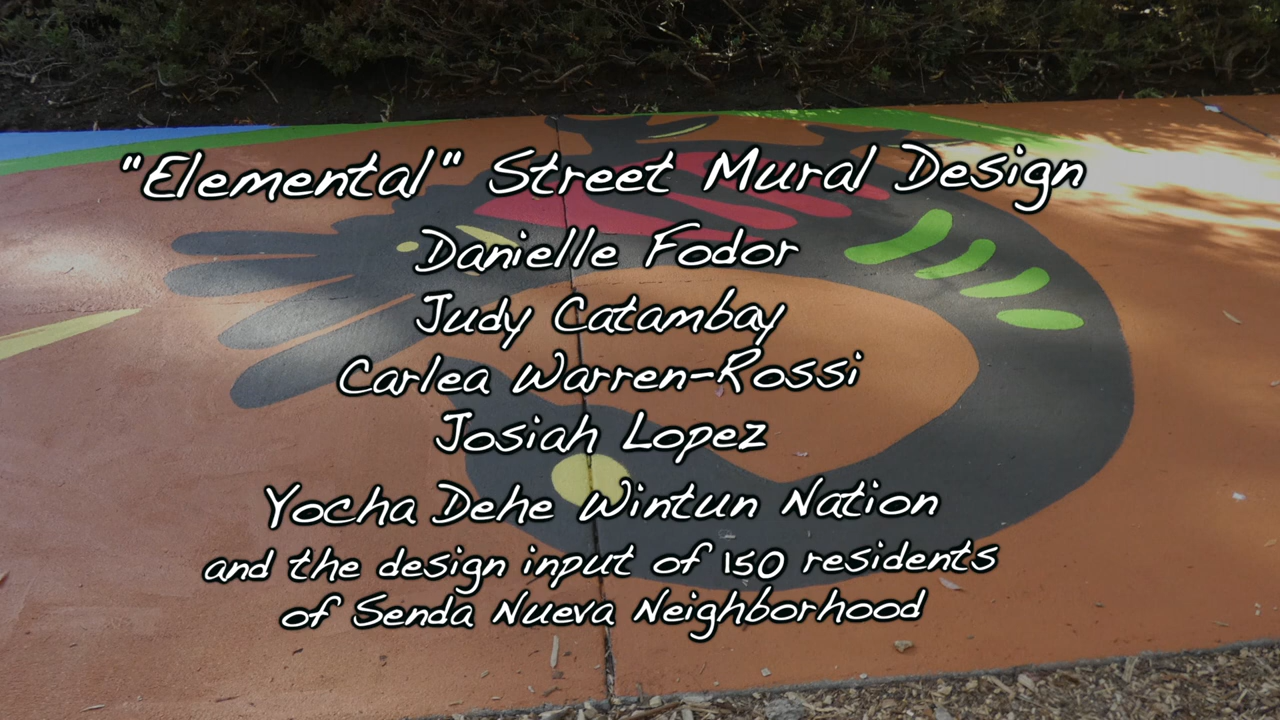 "Elemental" Street Mural Design
Danielle Fodor
Judy Catambay
Carlea Warren-Rossi
Josiah Lopez
Yocha Dehe Wintun Nation
and the design input of 150 residents
of Senda Nueva Neighborhood